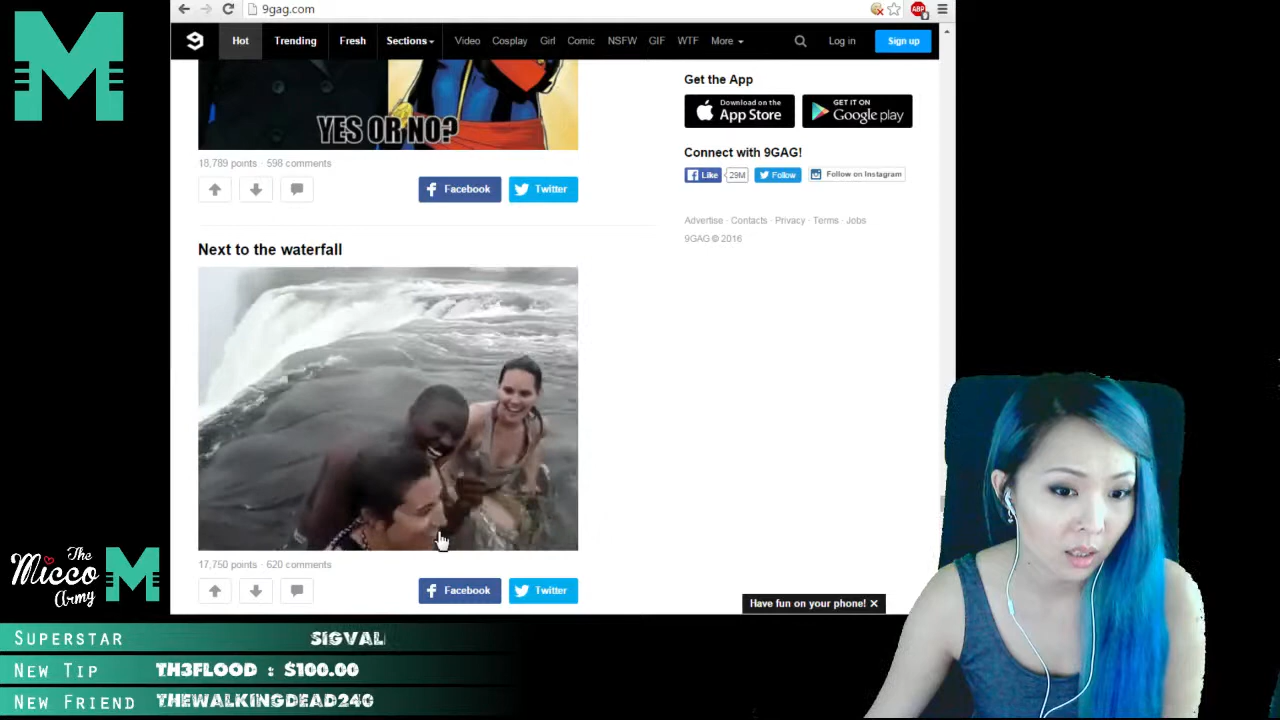 M
9gag.com
ABP
9
Hot Trending Fresh Sections Video Cosplay Girl Comic NSFW GIF WTF More Log in Sign up
YES OR NO?
18,789 points · 598 comments
Facebook Twitter
Get the App
Download on the App Store
GET IT ON Google play
Connect with 9GAG!
Like 29M Follow Follow on Instagram
Advertise · Contacts · Privacy · Terms · Jobs
9GAG © 2016
Next to the waterfall
17,750 points · 620 comments
Facebook Twitter
Have fun on your phone! ×
The Micco Army M
SUPERSTAR SIGVAL
NEW TIP TH3FLOOD : $100.00
NEW FRIEND THEWALKINGDEAD240